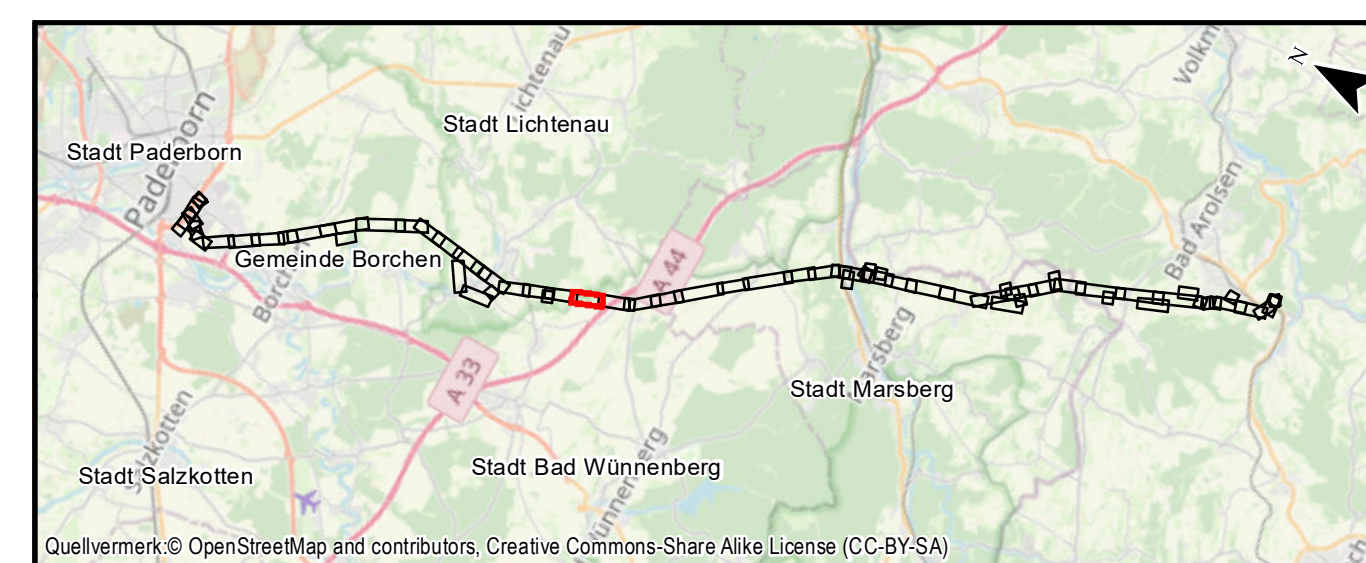 N
Volkm
Lichtenau
Stadt Lichtenau
Paderborn
Stadt Paderborn
Bad Arolsen
Gemeinde Borchen
Borchen
A 44
A 33
Marsberg
Stadt Marsberg
Salzkotten
Stadt Salzkotten
Stadt Bad Wünnenberg
Wünnenberg
Quellvermerk:© OpenStreetMap and contributors, Creative Commons-Share Alike License (CC-BY-SA)